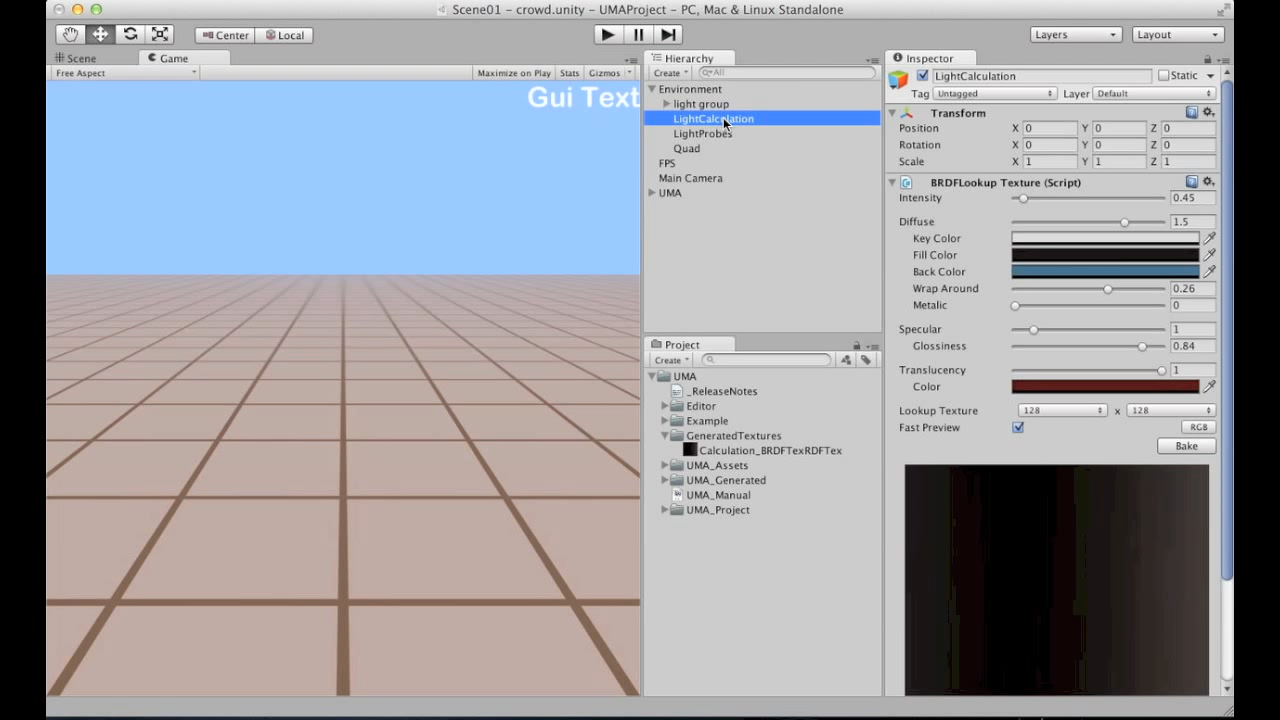 Scene01 – crowd.unity – UMAProject – PC, Mac & Linux Standalone
Center Local Layers Layout
Scene Game
Free Aspect Maximize on Play Stats Gizmos
Gui Text
Hierarchy
Create All
Environment
light group
LightCalculation
LightProbes
Quad
FPS
Main Camera
UMA
Project
Create
UMA
_ReleaseNotes
Editor
Example
GeneratedTextures
Calculation_BRDFTexRDFTex
UMA_Assets
UMA_Generated
UMA_Manual
UMA_Project
Inspector
LightCalculation Static
Tag Untagged Layer Default
Transform
Position X 0 Y 0 Z 0
Rotation X 0 Y 0 Z 0
Scale X 1 Y 1 Z 1
BRDFLookup Texture (Script)
Intensity 0.45
Diffuse 1.5
Key Color
Fill Color
Back Color
Wrap Around 0.26
Metalic 0
Specular 1
Glossiness 0.84
Translucency 1
Color
Lookup Texture 128 x 128
Fast Preview RGB
Bake